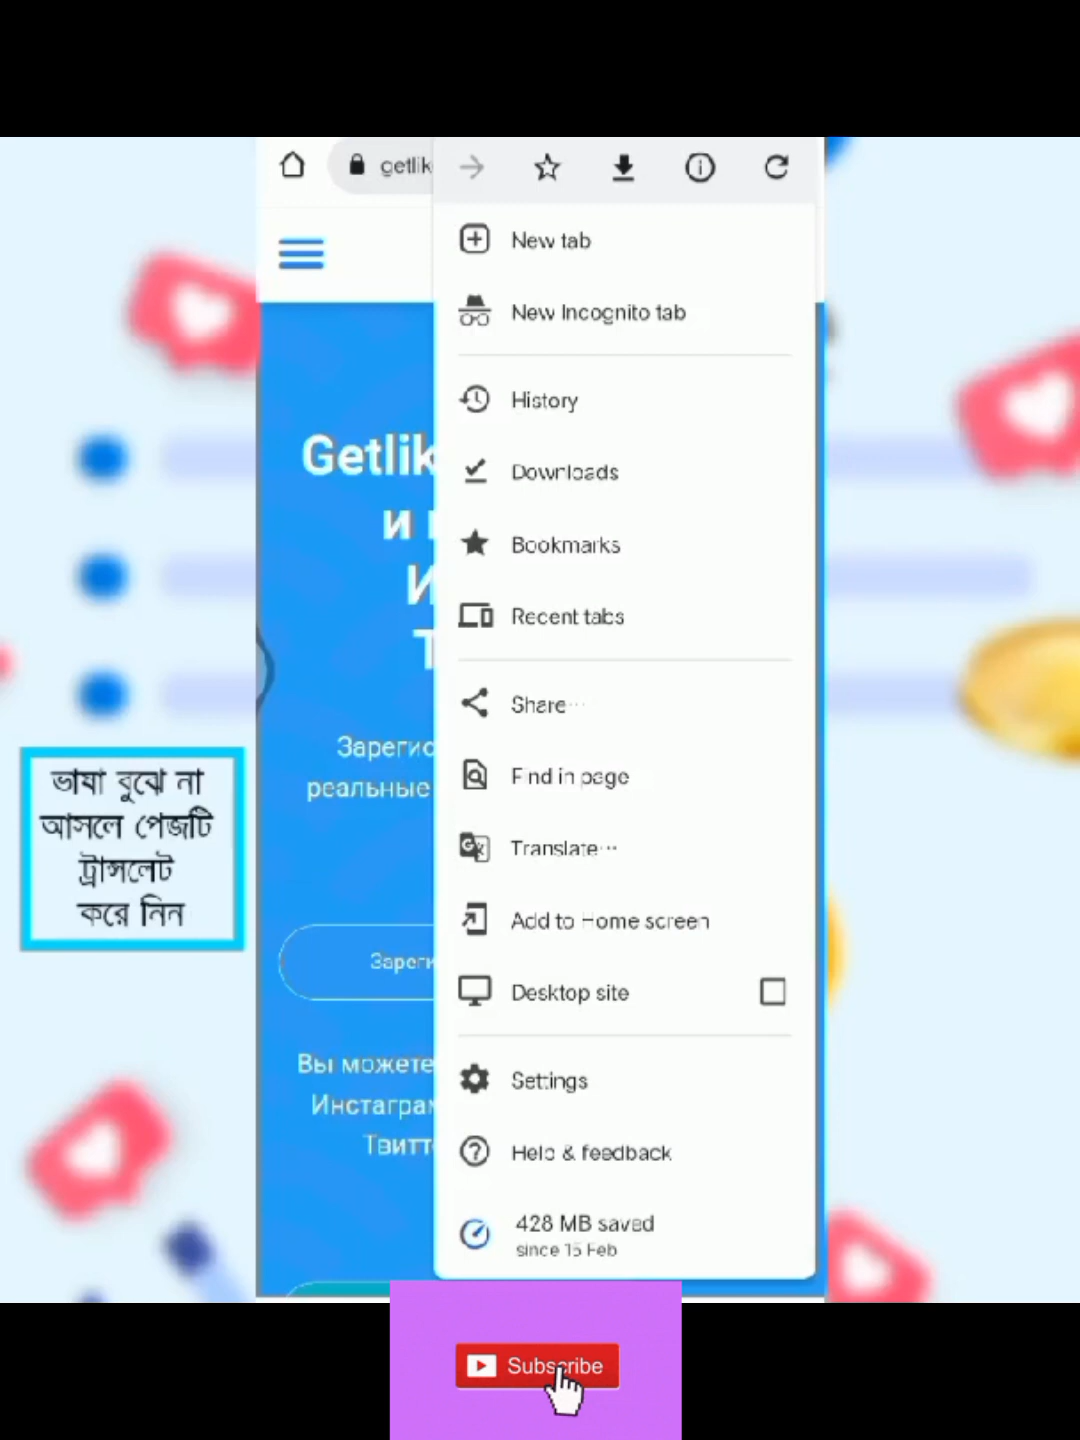 getlik
New tab
New Incognito tab
History
Downloads
Bookmarks
Recent tabs
Share...
Find in page
Translate...
Add to Home screen
Desktop site
Settings
Help & feedback
428 MB saved
since 15 Feb
Getlik
и
И
Т
Зарегис
реальные
Зареги
Вы можете
Инстаграм
Твитт
ভাষা বুঝে না
আসলে পেজটি
ট্রান্সলেট
করে নিন
Subscribe